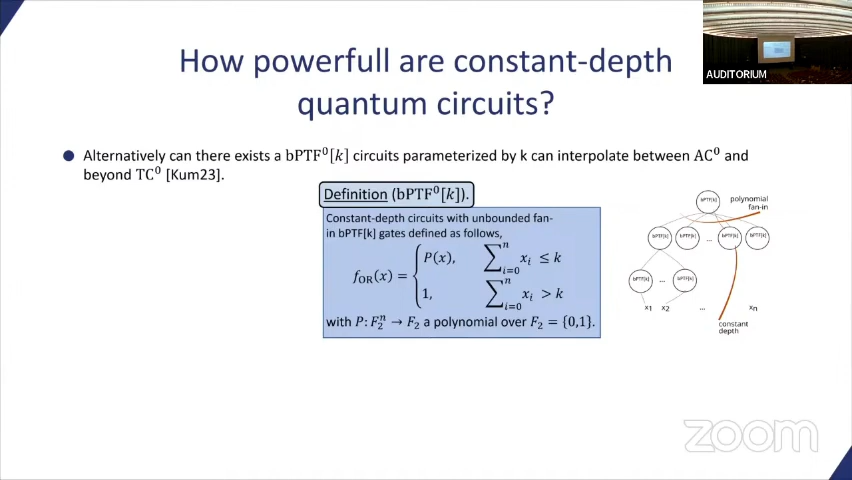 AUDITORIUM
How powerfull are constant-depth
quantum circuits?
Alternatively can there exists a bPTF⁰[k] circuits parameterized by k can interpolate between AC⁰ and
beyond TC⁰ [Kum23].
Definition (bPTF⁰[k]).
Constant-depth circuits with unbounded fan-
in bPTF[k] gates defined as follows,
f_OR(x) = { P(x), ∑_{i=0}^{n} x_i ≤ k
1, ∑_{i=0}^{n} x_i > k
with P: F₂ⁿ → F₂ a polynomial over F₂ = {0,1}.
bPTF[k]
polynomial
fan-in
bPTF[k] bPTF[k] ... bPTF[k] bPTF[k]
bPTF[k] ... bPTF[k]
x1 x2 ... xn
constant
depth
zoom